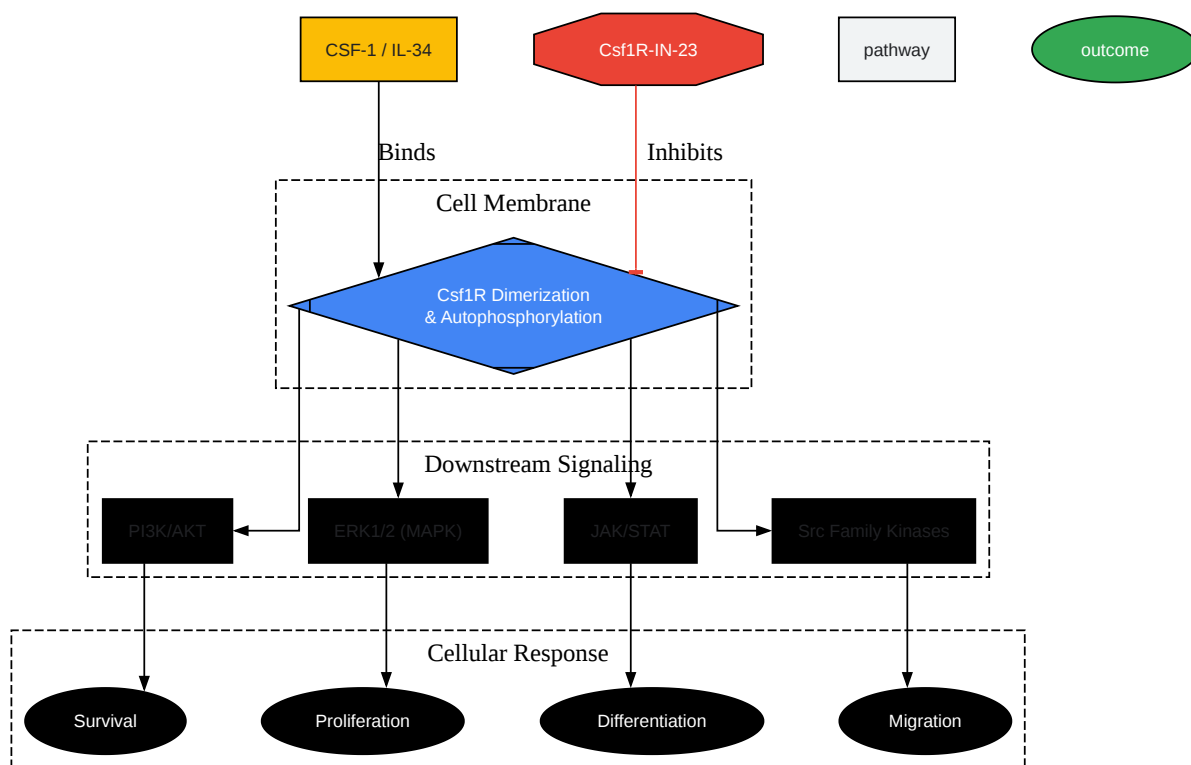 CSF-1 / IL-34
Csf1R-IN-23
pathway
outcome
Binds
Inhibits
Cell Membrane
Csf1R Dimerization
& Autophosphorylation
Downstream Signaling
PI3K/AKT
ERK1/2 (MAPK)
JAK/STAT
Src Family Kinases
Cellular Response
Survival
Proliferation
Differentiation
Migration